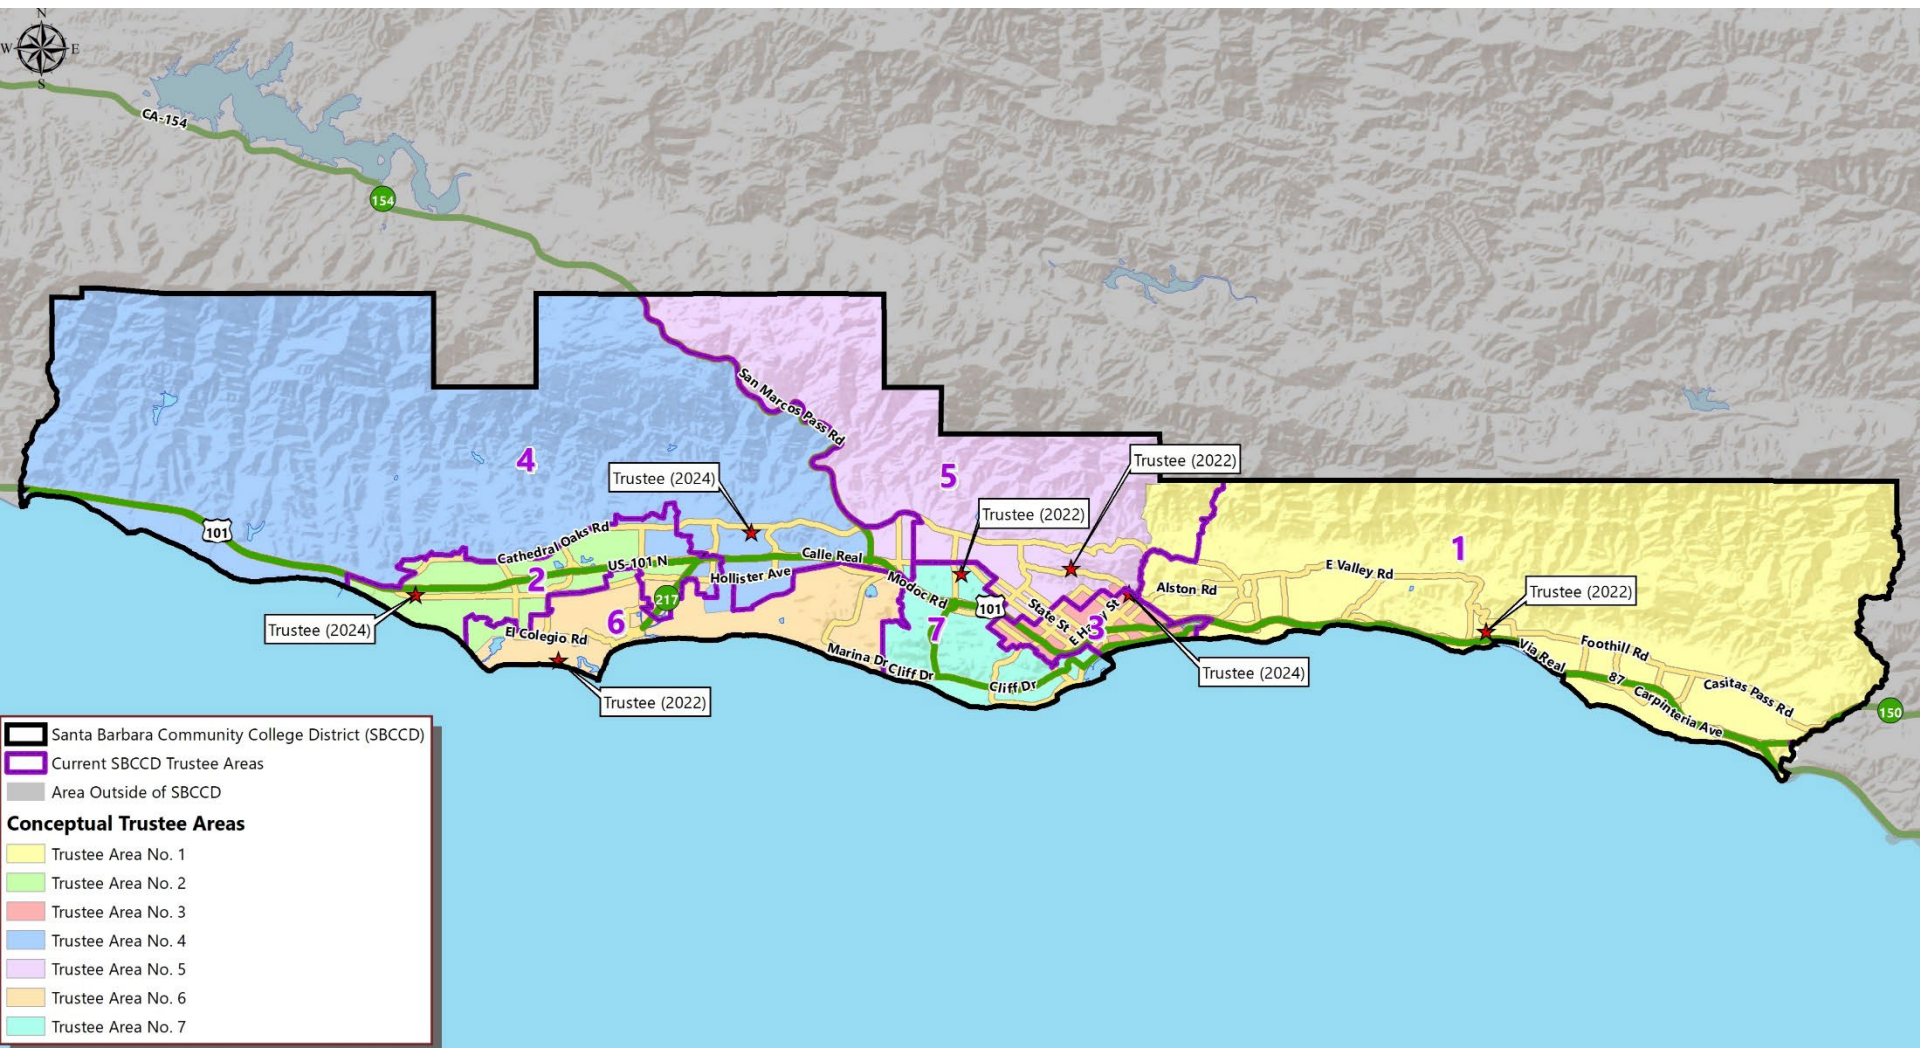 N
W E
S
CA-154
154
San Marcos Pass Rd
4
5
1
Trustee (2022)
Trustee (2024)
Trustee (2022)
101
Cathedral Oaks Rd
US-101 N
Calle Real
Hollister Ave
2
217
6
El Colegio Rd
Modoc Rd
101
7
State St
E Haley St
3
Alston Rd
E Valley Rd
Trustee (2022)
Trustee (2024)
Marina Dr
Cliff Dr
Cliff Dr
Trustee (2024)
Trustee (2022)
Via Real
Foothill Rd
87
Carpinteria Ave
Casitas Pass Rd
150
Santa Barbara Community College District (SBCCD)
Current SBCCD Trustee Areas
Area Outside of SBCCD
Conceptual Trustee Areas
Trustee Area No. 1
Trustee Area No. 2
Trustee Area No. 3
Trustee Area No. 4
Trustee Area No. 5
Trustee Area No. 6
Trustee Area No. 7